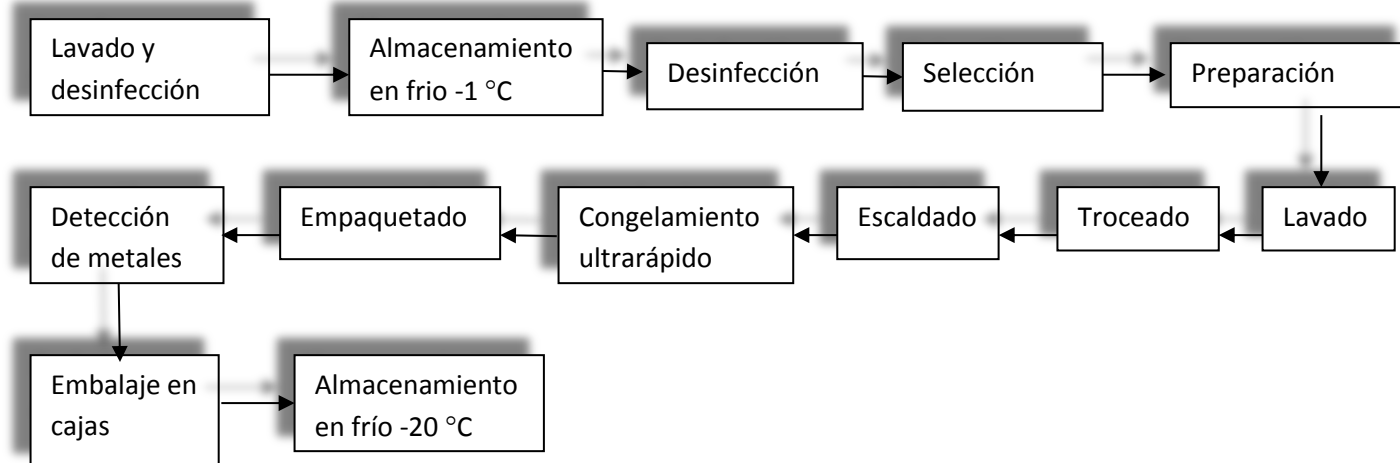 Lavado y
desinfección
Almacenamiento
en frio -1 °C
Desinfección
Selección
Preparación
Lavado
Troceado
Escaldado
Congelamiento
ultrarápido
Empaquetado
Detección
de metales
Embalaje en
cajas
Almacenamiento
en frío -20 °C